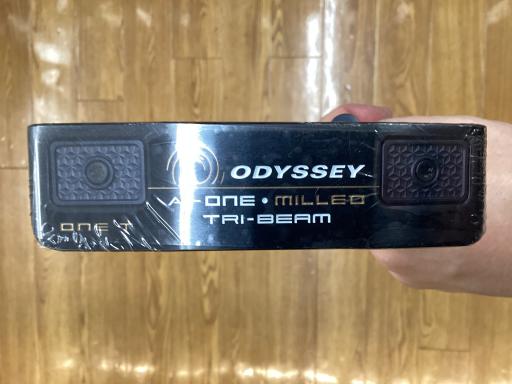 ODYSSEY
Ai-ONE • MILLED
TRI-BEAM
ONE T